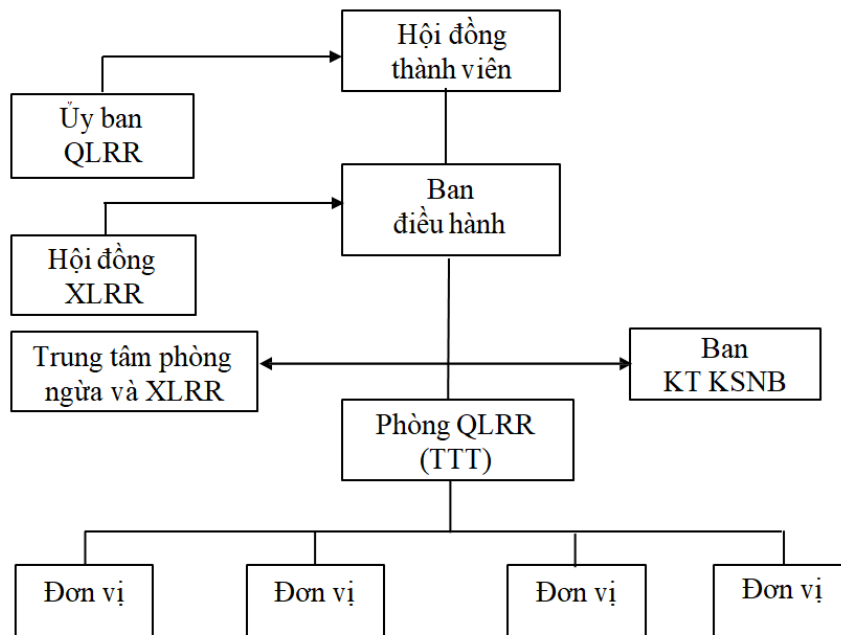 Hội đồng
thành viên
Ủy ban
QLRR
Ban
điều hành
Hội đồng
XLRR
Trung tâm phòng
ngừa và XLRR
Ban
KT KSNB
Phòng QLRR
(TTT)
Đơn vị
Đơn vị
Đơn vị
Đơn vị